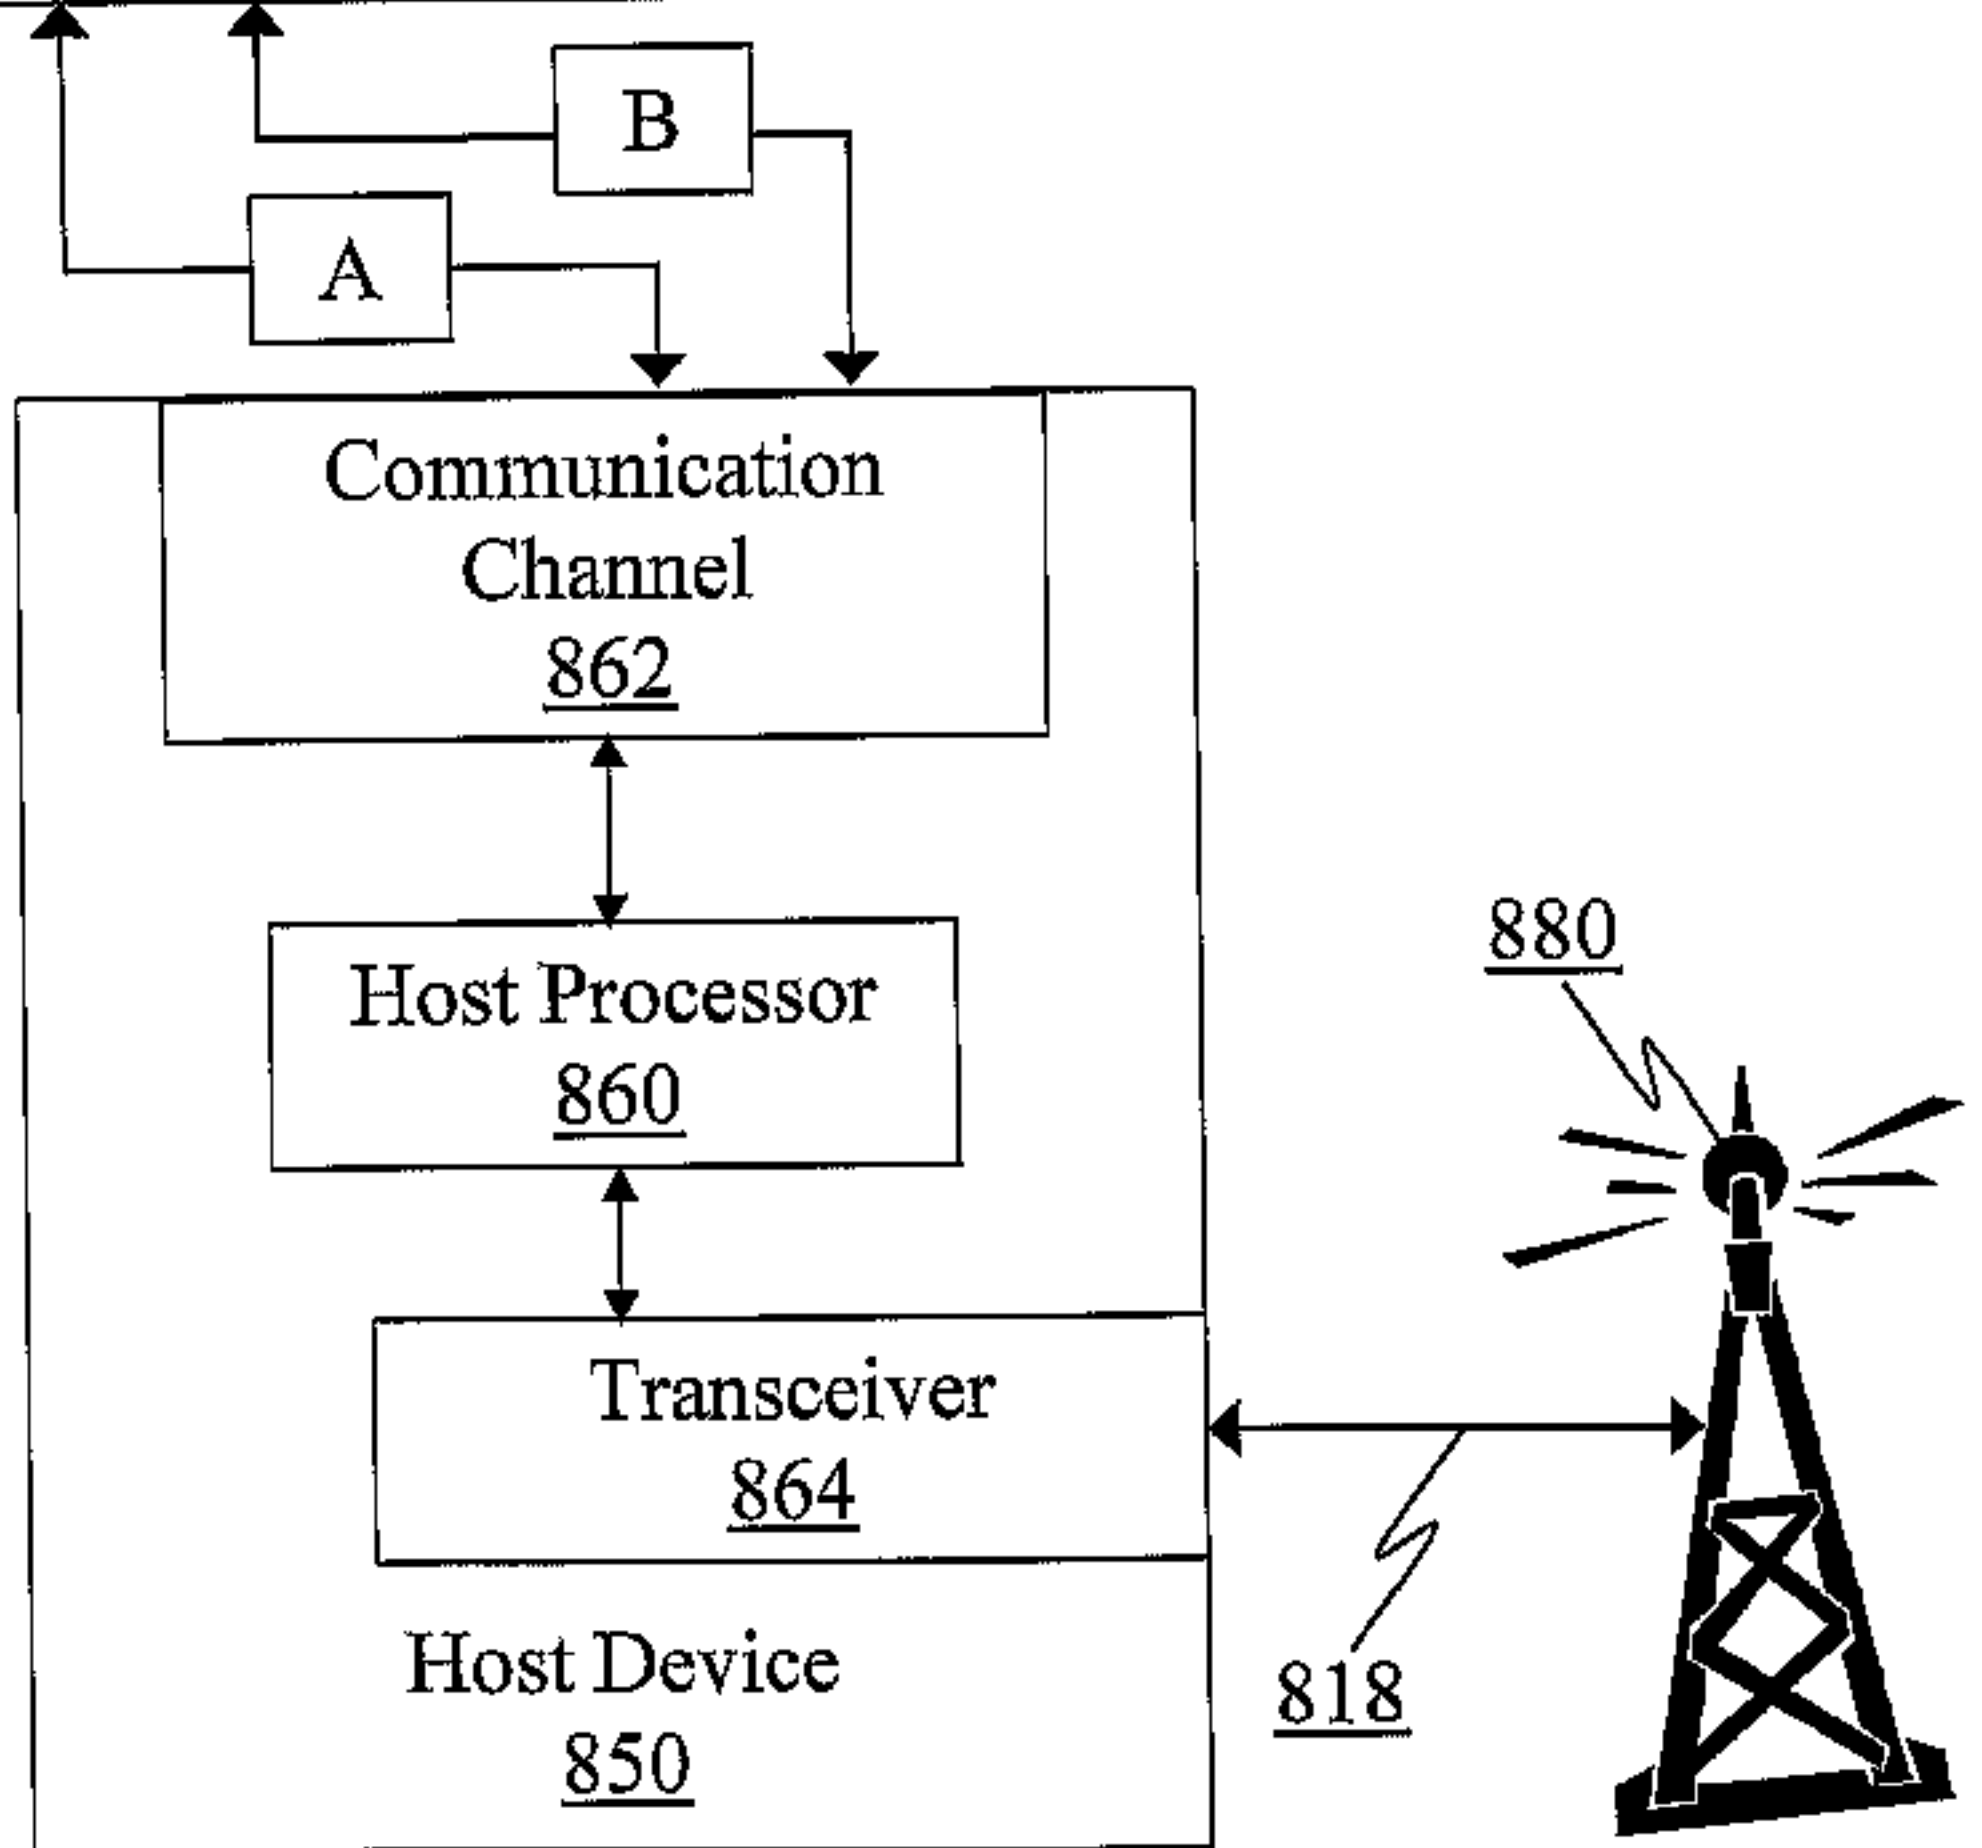 B
A
Communication
Channel
862
Host Processor
860
880
Transceiver
864
Host Device
818
850